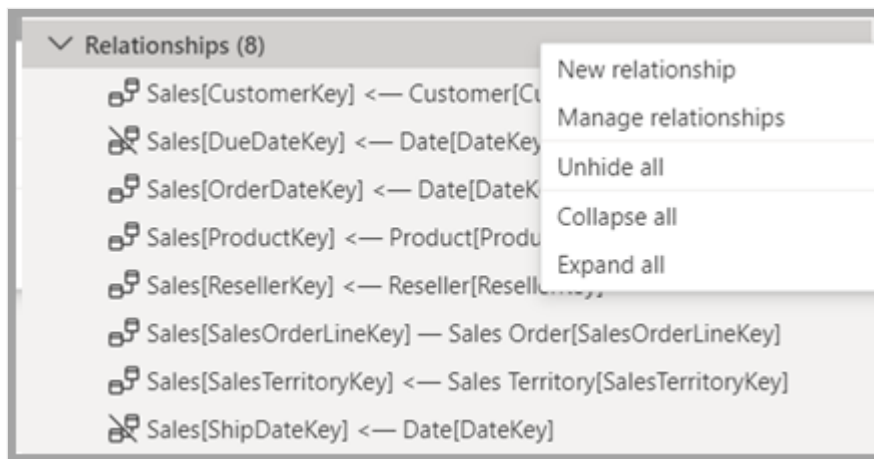 Relationships (8)
Sales[CustomerKey] <— Customer[Cu
Sales[DueDateKey] <— Date[DateKey
Sales[OrderDateKey] <— Date[DateK
Sales[ProductKey] <— Product[Produ
Sales[ResellerKey] <— Reseller[ResellerKey]
Sales[SalesOrderLineKey] — Sales Order[SalesOrderLineKey]
Sales[SalesTerritoryKey] <— Sales Territory[SalesTerritoryKey]
Sales[ShipDateKey] <— Date[DateKey]
New relationship
Manage relationships
Unhide all
Collapse all
Expand all